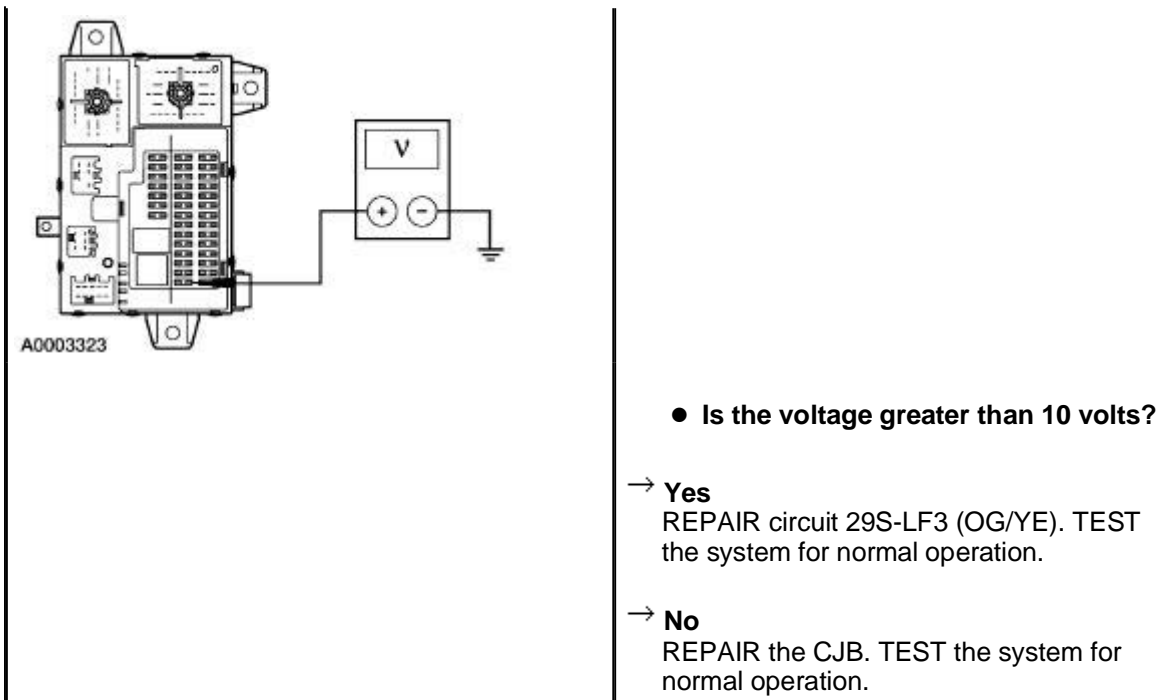 V
+ −
A0003323
● Is the voltage greater than 10 volts?
→ Yes
REPAIR circuit 29S-LF3 (OG/YE). TEST
the system for normal operation.
→ No
REPAIR the CJB. TEST the system for
normal operation.